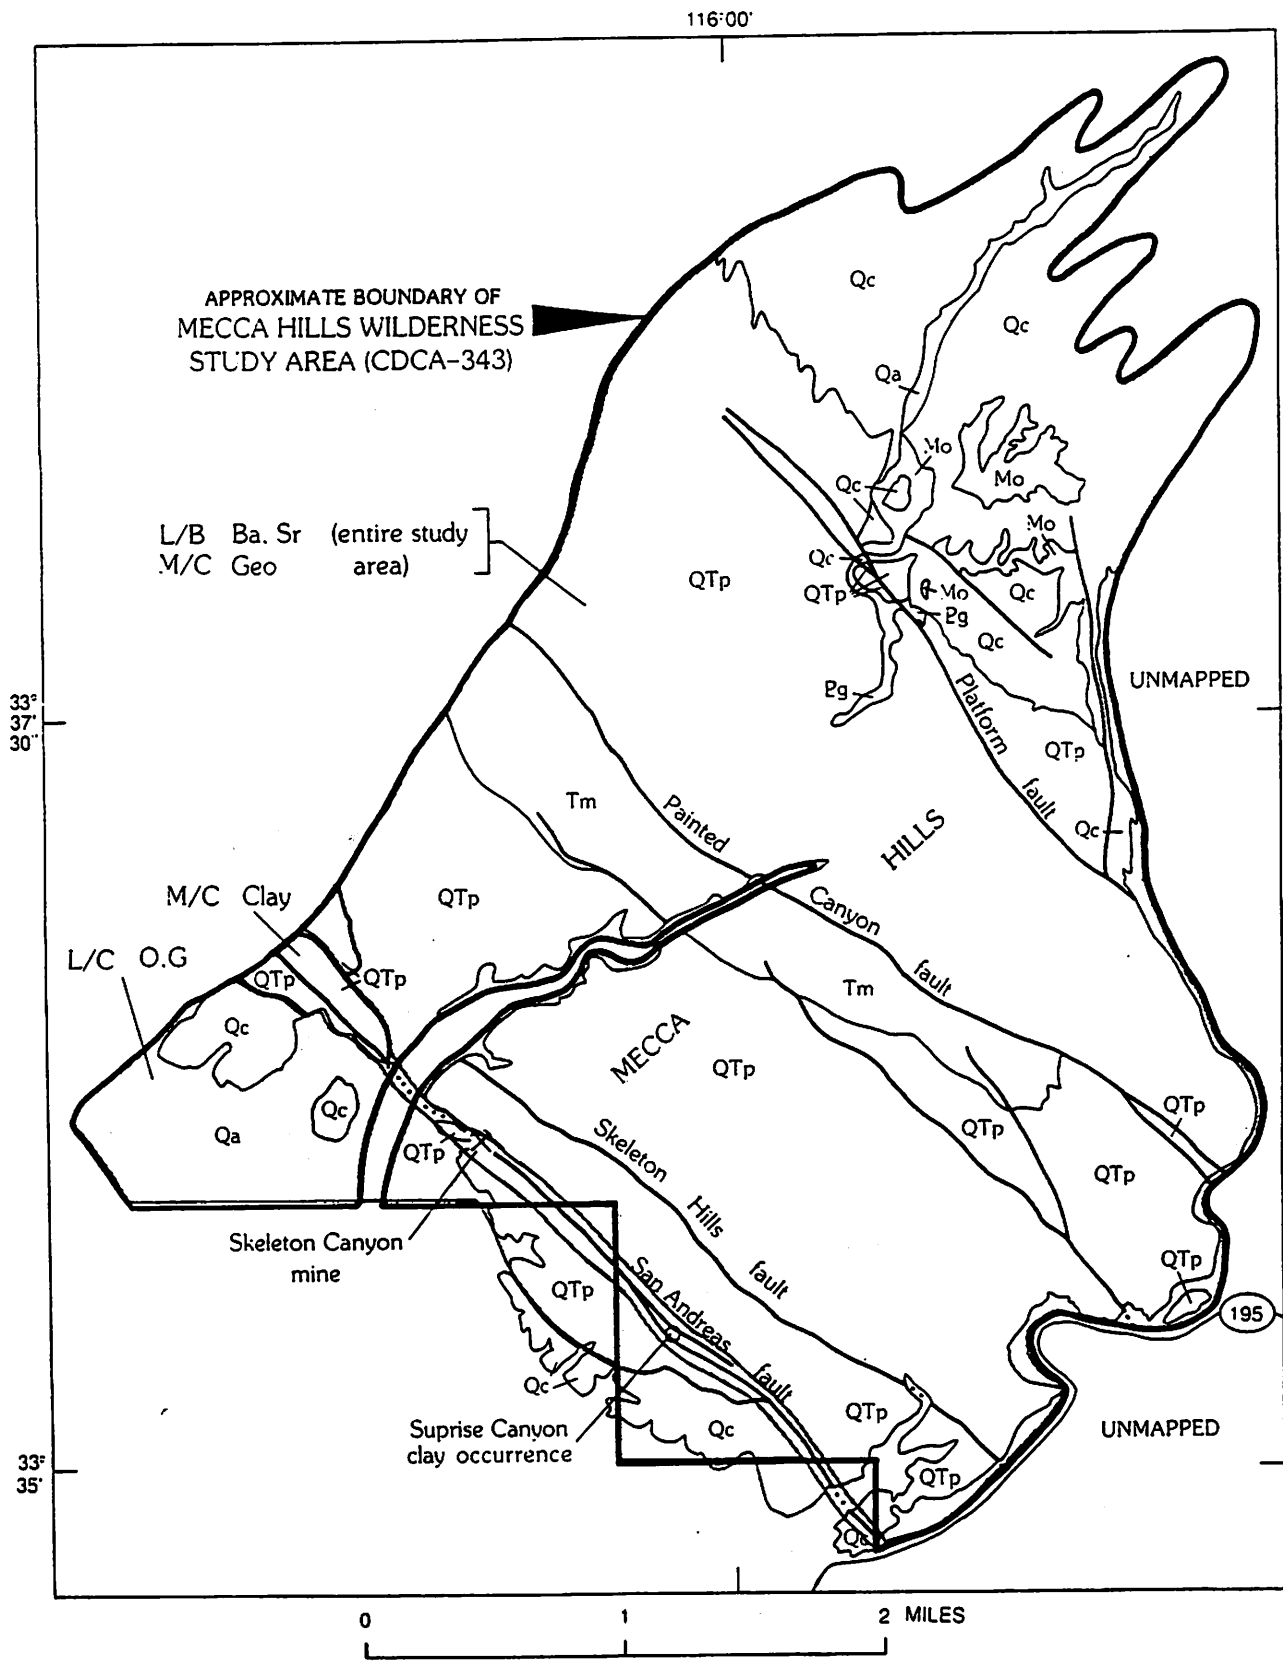 116°00'
APPROXIMATE BOUNDARY OF
MECCA HILLS WILDERNESS
STUDY AREA (CDCA-343)
Qc
Qc
Qa
Mo
Mo
Qc
Mo
L/B Ba. Sr (entire study
M/C Geo area)
QTp
Qc
QTp
Mo
Qc
Pg
Qc
Pg
UNMAPPED
33°
37'
30"
Platform
fault
QTp
Tm
Painted
HILLS
Qc
M/C Clay
QTp
Canyon
L/C O.G
QTp
QTp
fault
Tm
Qc
MECCA
QTp
QTp
Qc
Qa
QTp
Skeleton
QTp
QTp
Hills
Skeleton Canyon
mine
fault
QTp
San Andreas
QTp
195
fault
Qc
QTp
Suprise Canyon
clay occurrence
Qc
UNMAPPED
33°
35'
QTp
Qc
0 1 2 MILES